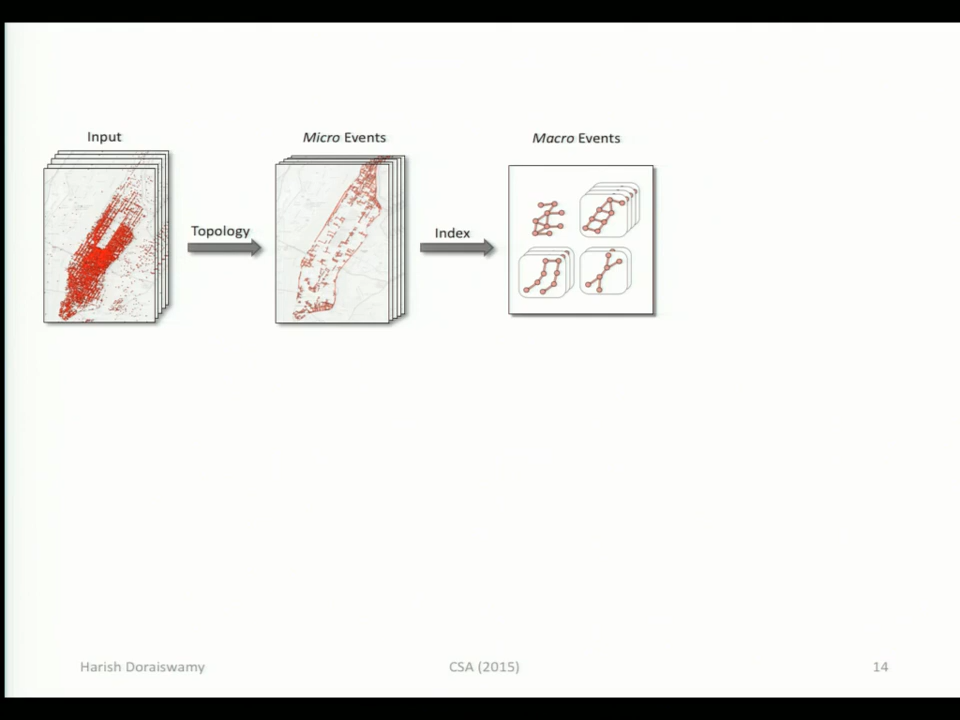 Input
Micro Events
Macro Events
Topology
Index
Harish Doraiswamy
CSA (2015)
14